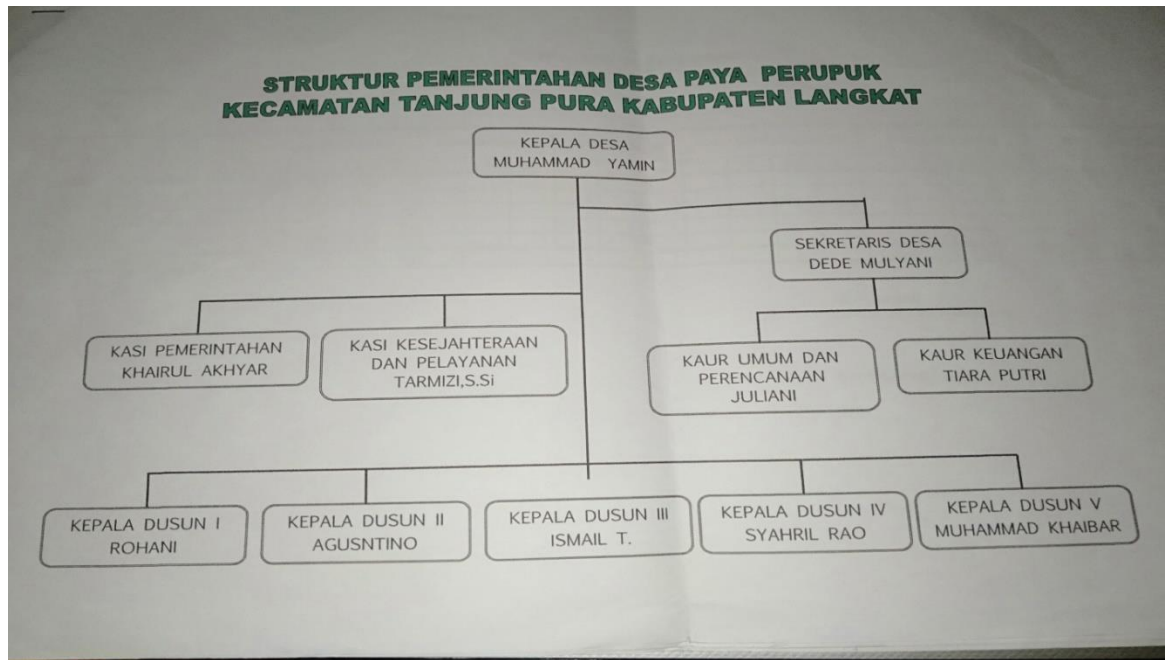 STRUKTUR PEMERINTAHAN DESA PAYA PERUPUK
KECAMATAN TANJUNG PURA KABUPATEN LANGKAT
KEPALA DESA
MUHAMMAD YAMIN
SEKRETARIS DESA
DEDE MULYANI
KASI PEMERINTAHAN
KHAIRUL AKHYAR
KASI KESEJAHTERAAN
DAN PELAYANAN
TARMIZI,S.Si
KAUR UMUM DAN
PERENCANAAN
JULIANI
KAUR KEUANGAN
TIARA PUTRI
KEPALA DUSUN I
ROHANI
KEPALA DUSUN II
AGUSNTINO
KEPALA DUSUN III
ISMAIL T.
KEPALA DUSUN IV
SYAHRIL RAO
KEPALA DUSUN V
MUHAMMAD KHAIBAR